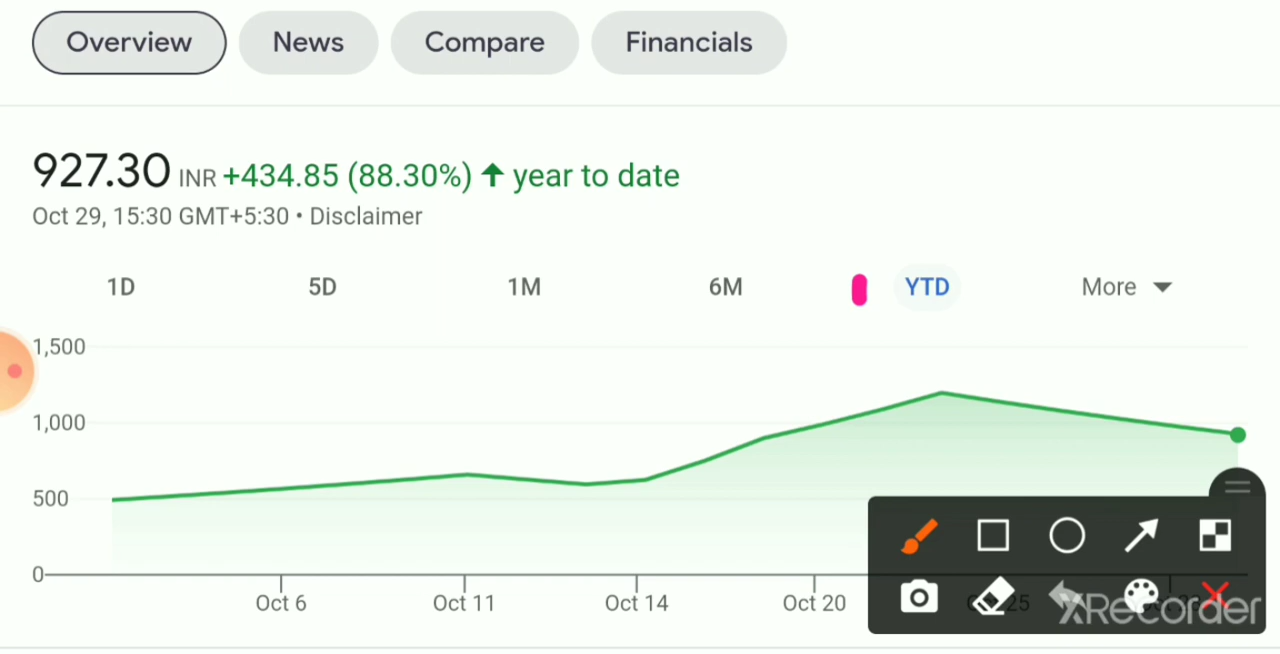 Overview News Compare Financials
927.30 INR +434.85 (88.30%) ↑ year to date
Oct 29, 15:30 GMT+5:30 • Disclaimer
1D 5D 1M 6M YTD More
1,500
1,000
500
0
Oct 6 Oct 11 Oct 14 Oct 20 25
XRecorder